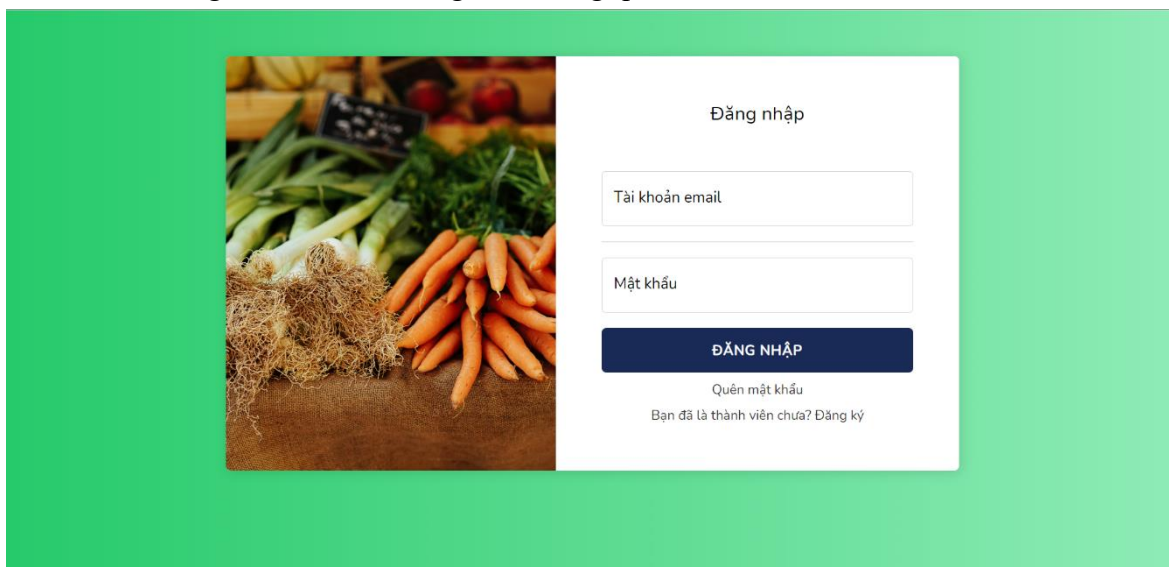 Đăng nhập
Tài khoản email
Mật khẩu
ĐĂNG NHẬP
Quên mật khẩu
Bạn đã là thành viên chưa? Đăng ký